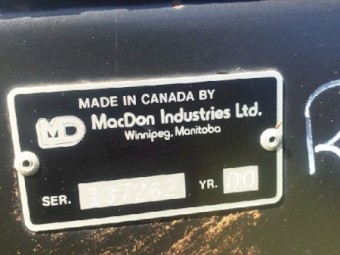 MADE IN CANADA BY
MD MacDon Industries Ltd.
Winnipeg, Manitoba
SER. 137262 YR. 00
R